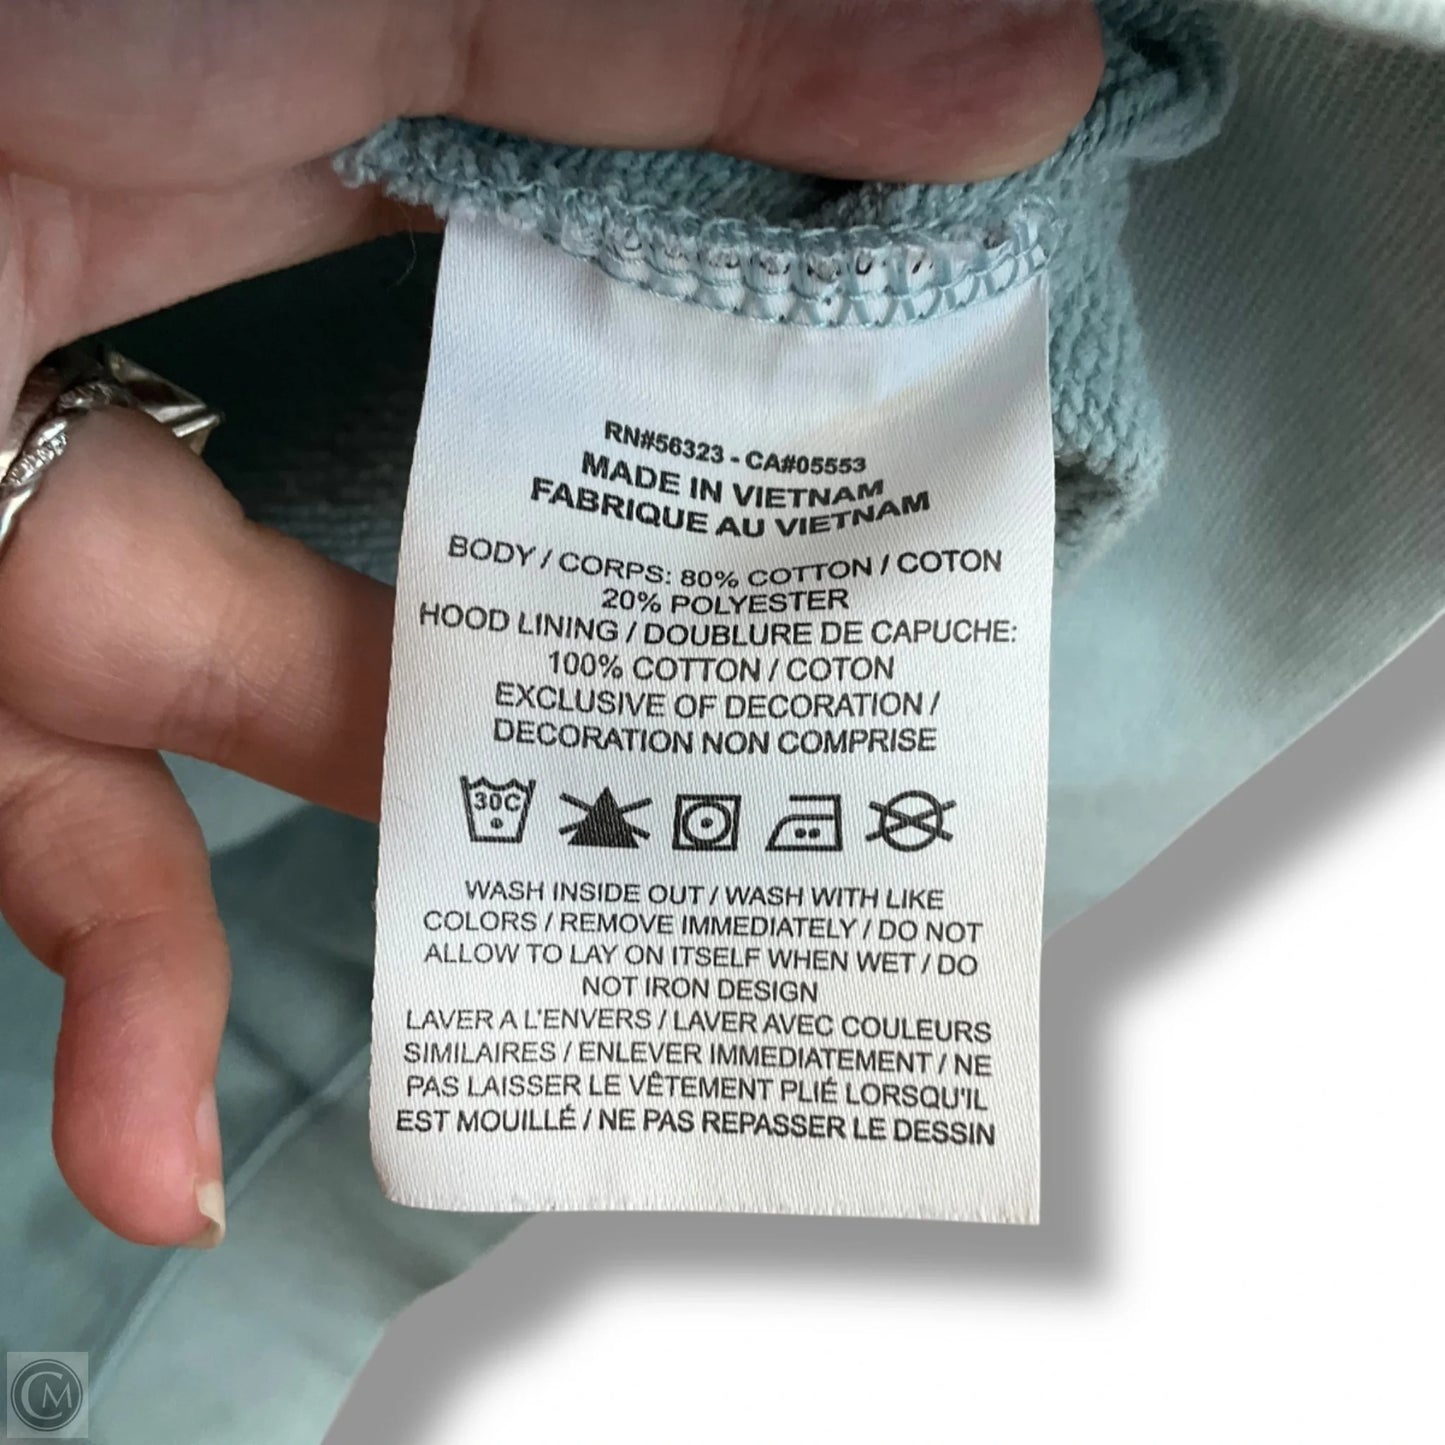 RN#56323 - CA#05553
MADE IN VIETNAM
FABRIQUE AU VIETNAM
BODY / CORPS: 80% COTTON / COTON
20% POLYESTER
HOOD LINING / DOUBLURE DE CAPUCHE:
100% COTTON / COTON
EXCLUSIVE OF DECORATION /
DECORATION NON COMPRISE
30C
WASH INSIDE OUT / WASH WITH LIKE
COLORS / REMOVE IMMEDIATELY / DO NOT
ALLOW TO LAY ON ITSELF WHEN WET / DO
NOT IRON DESIGN
LAVER A L'ENVERS / LAVER AVEC COULEURS
SIMILAIRES / ENLEVER IMMEDIATEMENT / NE
PAS LAISSER LE VÊTEMENT PLIÉ LORSQU'IL
EST MOUILLÉ / NE PAS REPASSER LE DESSIN
CM